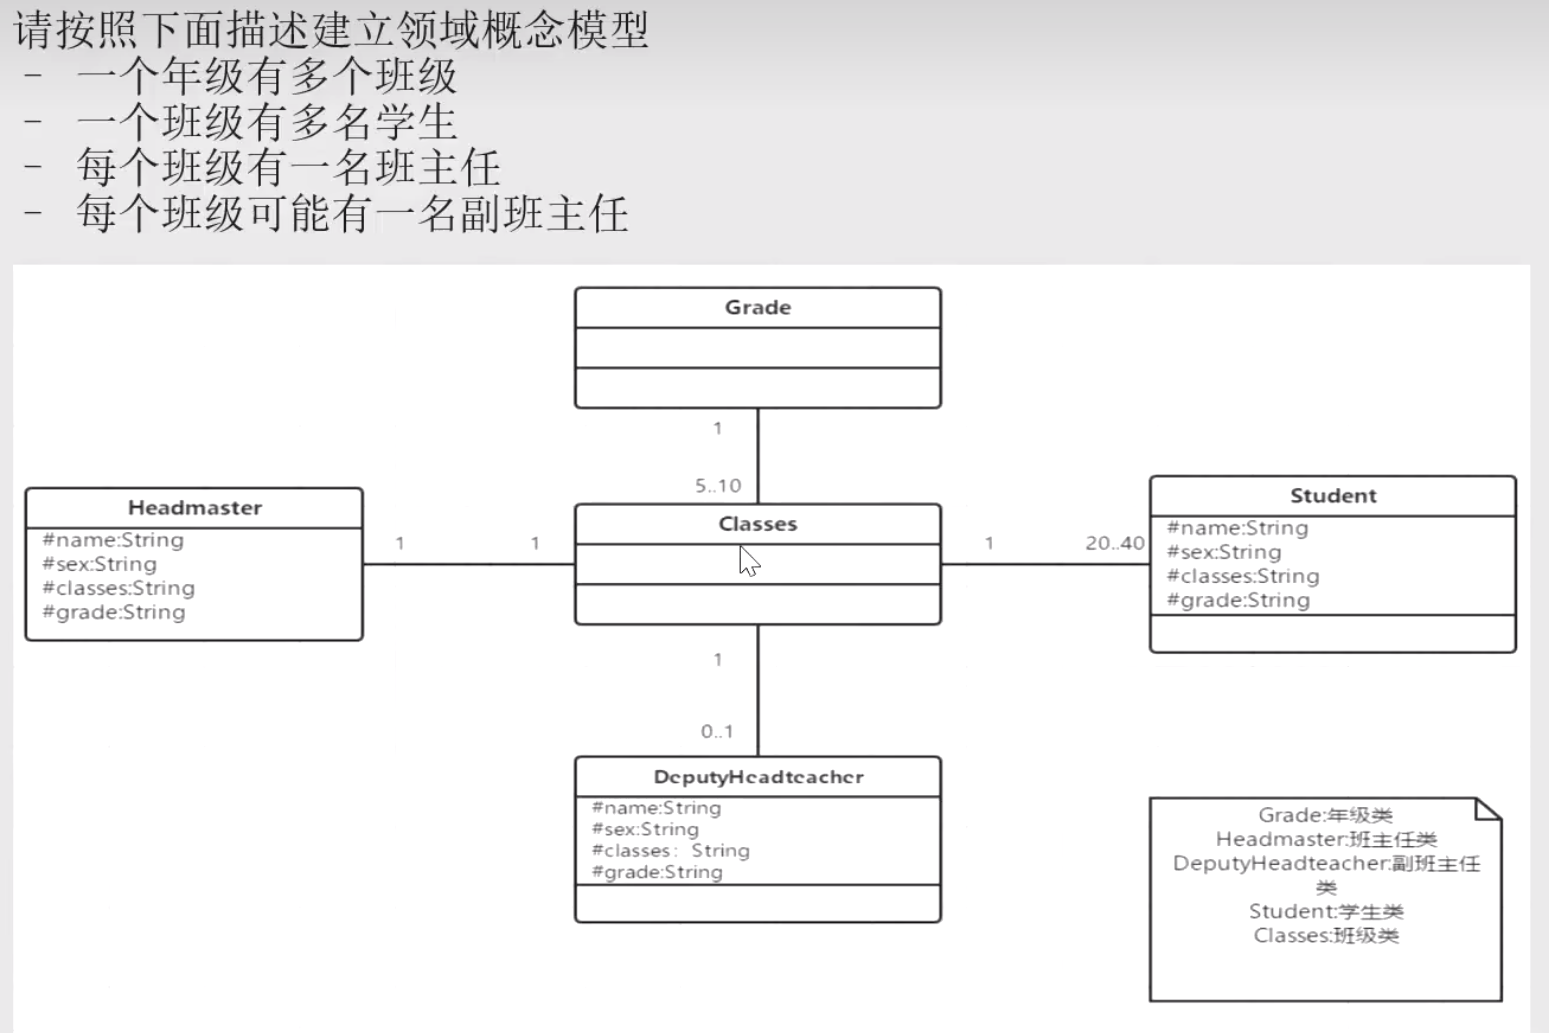 请按照下面描述建立领域概念模型
- 一个年级有多个班级
- 一个班级有多名学生
- 每个班级有一名班主任
- 每个班级可能有一名副班主任
Grade
1
5..10
Headmaster
#name:String
#sex:String
#classes:String
#grade:String
1
1
Classes
1
20..40
Student
#name:String
#sex:String
#classes:String
#grade:String
1
0..1
DeputyHeadteacher
#name:String
#sex:String
#classes: String
#grade:String
Grade:年级类
Headmaster:班主任类
DeputyHeadteacher:副班主任
类
Student:学生类
Classes:班级类